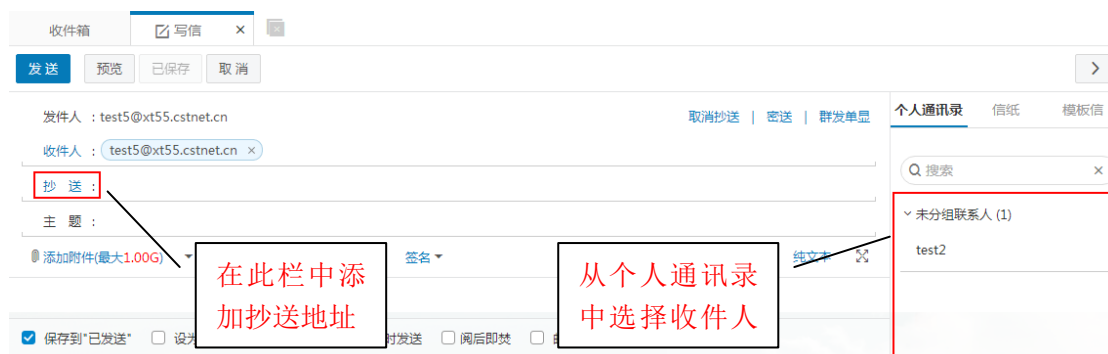 收件箱 写信
发 送 预览 已保存 取 消
发件人 ：test5@xt55.cstnet.cn 取消抄送 | 密送 | 群发单显
个人通讯录 信纸 模板信
收件人 ：test5@xt55.cstnet.cn
抄 送 ：
搜索
主 题 ：
未分组联系人 (1)
test2
添加附件(最大1.00G) 签名 纯文本
在此栏中添
加抄送地址
从个人通讯录
中选择收件人
保存到"已发送" 时发送 阅后即焚